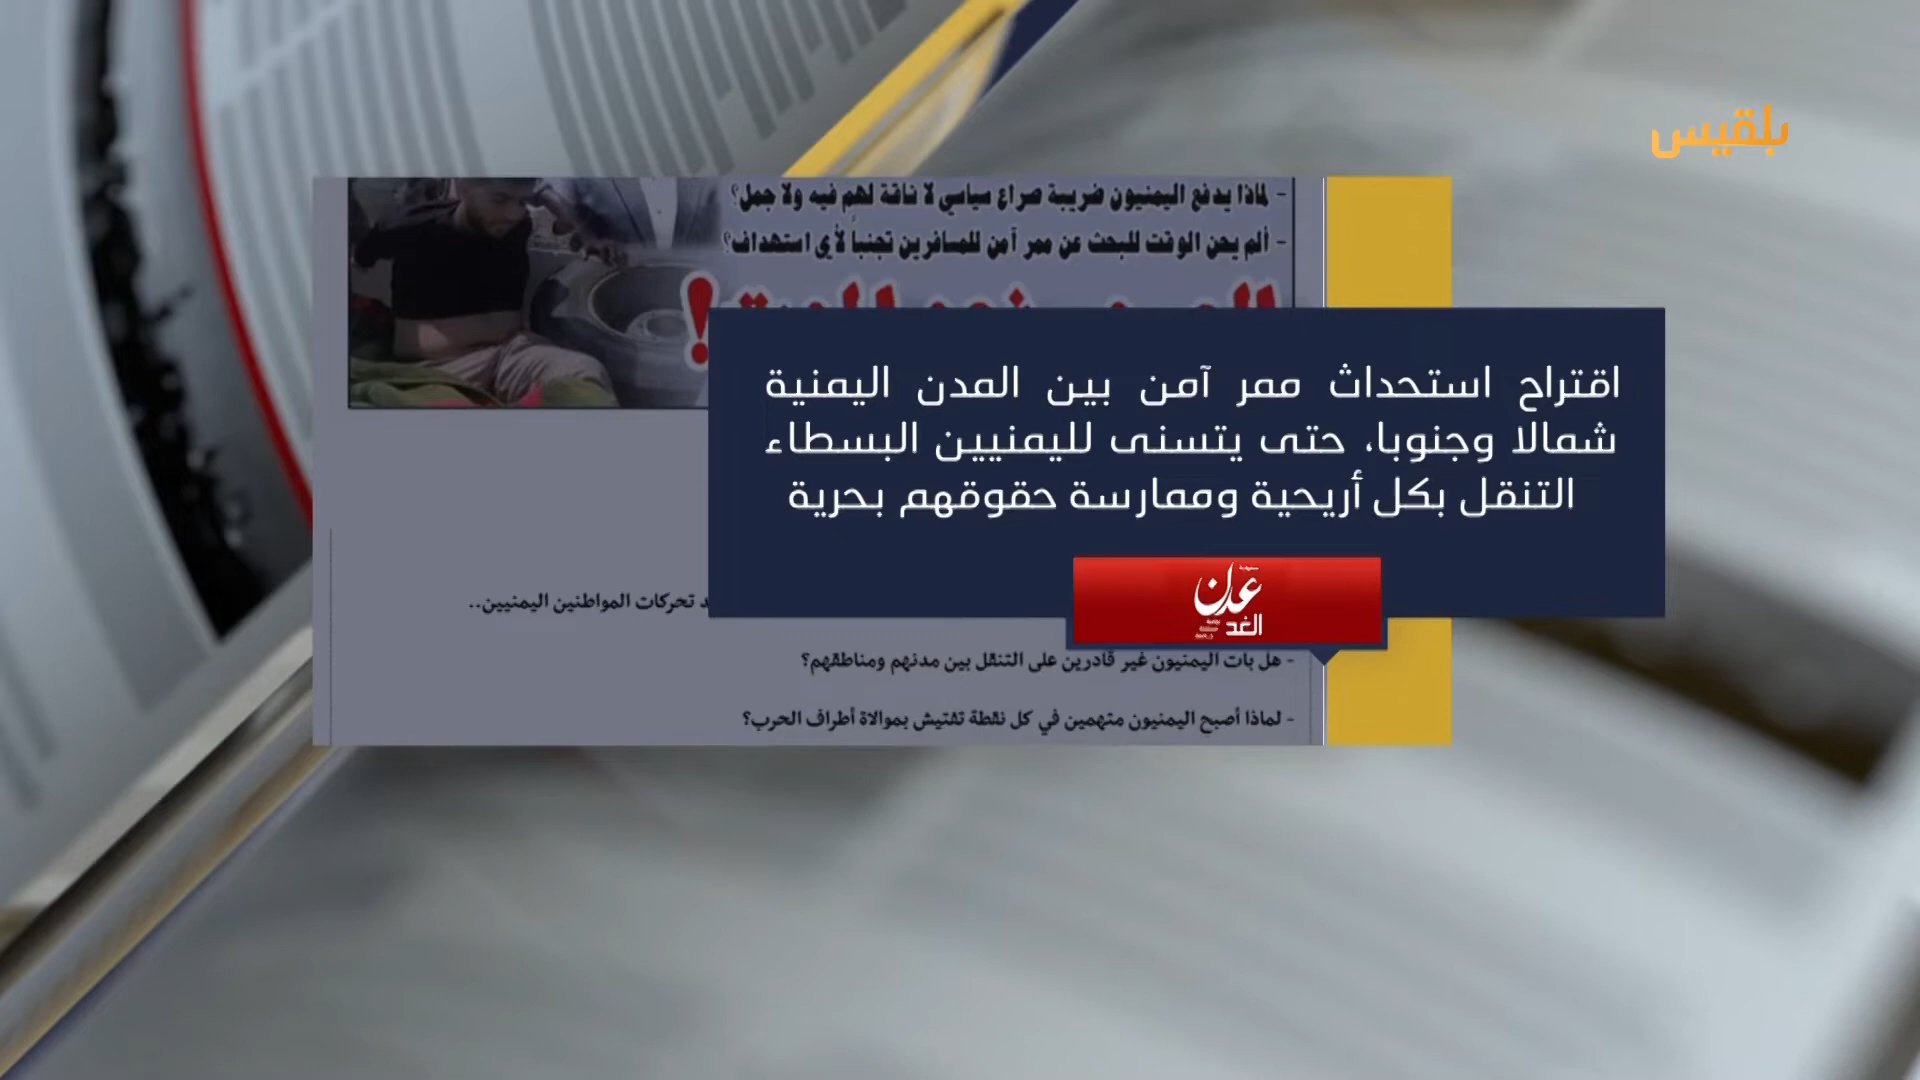 بلقيس
- لماذا يدفع اليمنيون ضريبة صراع سياسي لا ناقة لهم فيه ولا جمل؟
- ألم يحن الوقت للبحث عن ممر آمن للمسافرين تجنباً لأي استهداف؟
!
اقتراح استحداث ممر آمن بين المدن اليمنية
شمالا وجنوبا، حتى يتسنى لليمنيين البسطاء
التنقل بكل أريحية وممارسة حقوقهم بحرية
عدن
الغد
تحركات المواطنين اليمنيين..
- هل بات اليمنيون غير قادرين على التنقل بين مدنهم ومناطقهم؟
- لماذا أصبح اليمنيون متهمين في كل نقطة تفتيش بموالاة أطراف الحرب؟